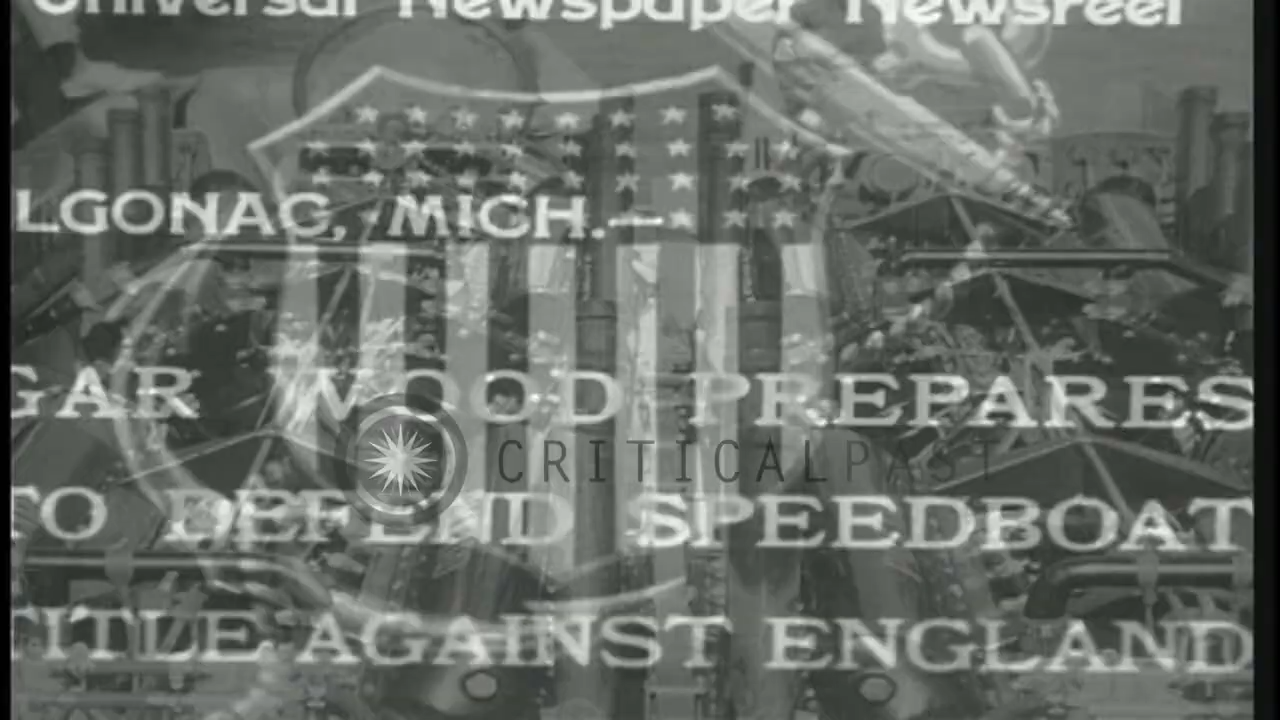 Universal Newspaper Newsreel
LGONAC, MICH.—
GAR WOOD PREPARES
TO DEFEND SPEEDBOAT
TITLE AGAINST ENGLAND
CRITICALPAST